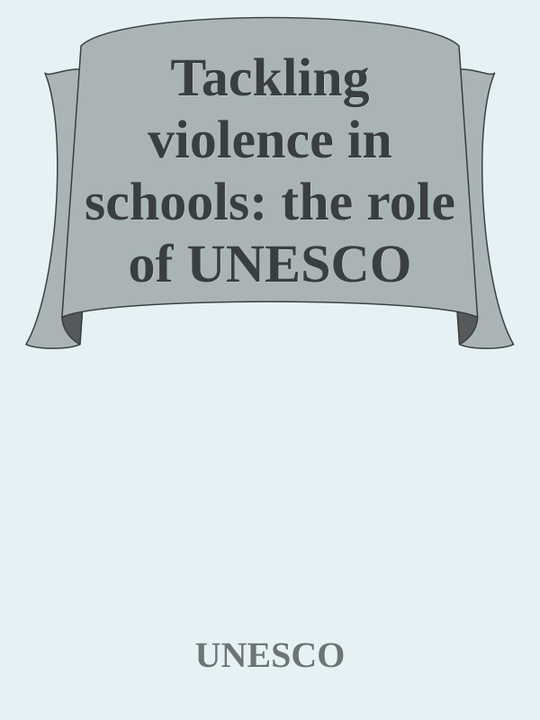 Tackling
violence in
schools: the role
of UNESCO
UNESCO